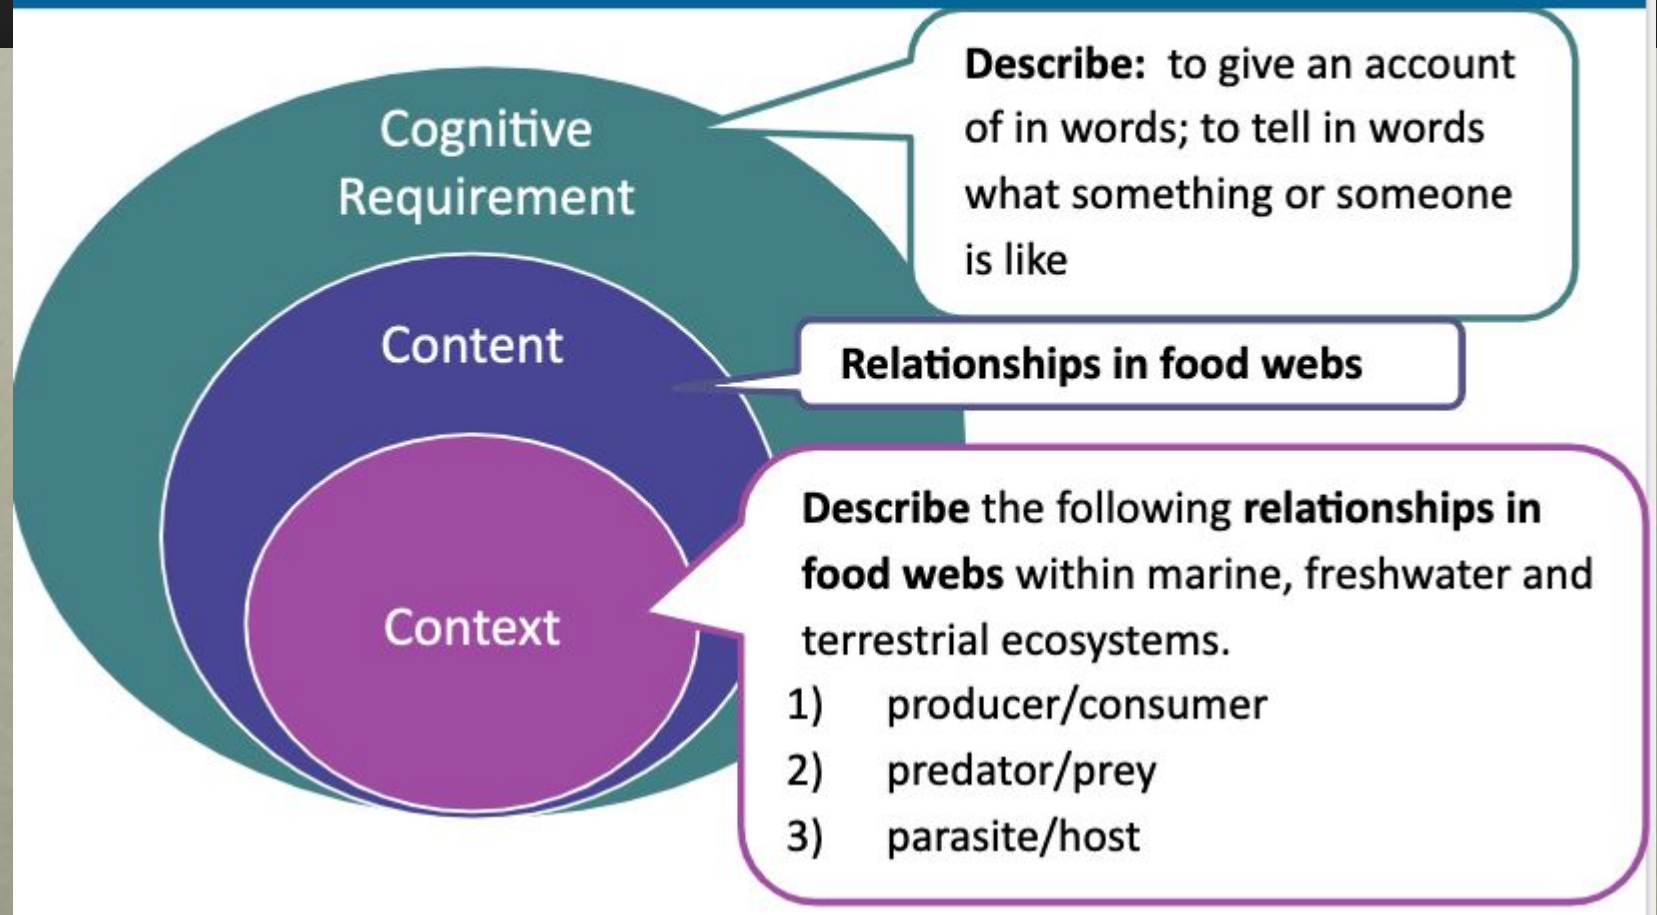 Cognitive
Requirement
Content
Context
Describe: to give an account
of in words; to tell in words
what something or someone
is like
Relationships in food webs
Describe the following relationships in
food webs within marine, freshwater and
terrestrial ecosystems.
1) producer/consumer
2) predator/prey
3) parasite/host